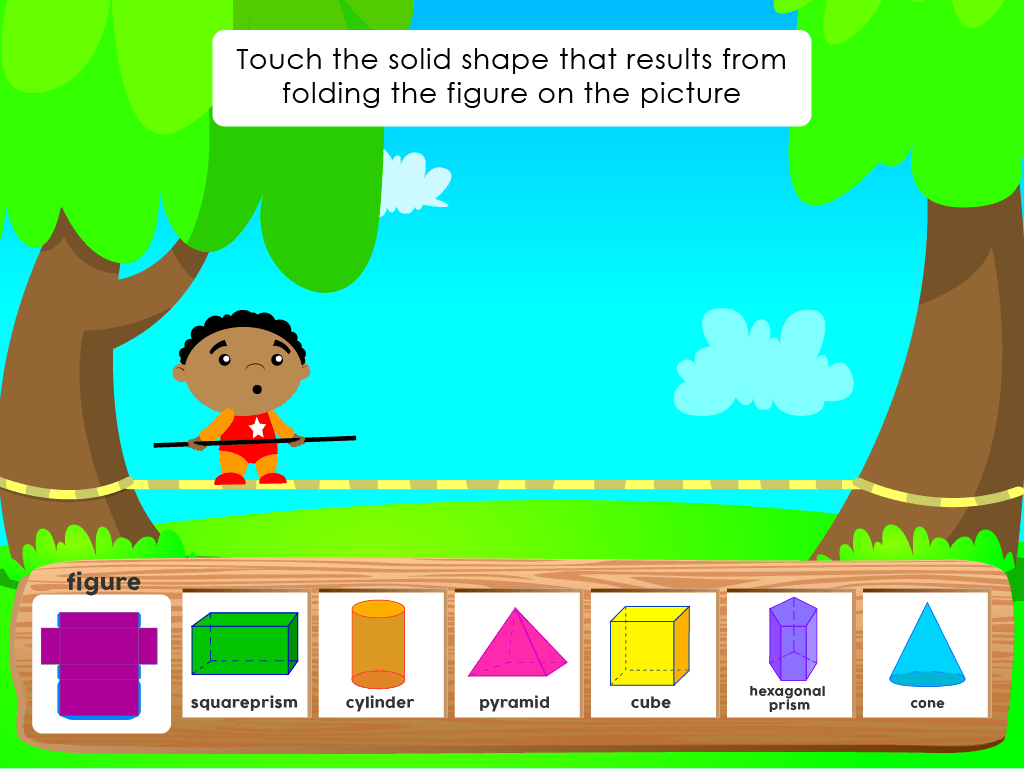 Touch the solid shape that results from
folding the figure on the picture
figure
squareprism
cylinder
pyramid
cube
hexagonal
prism
cone